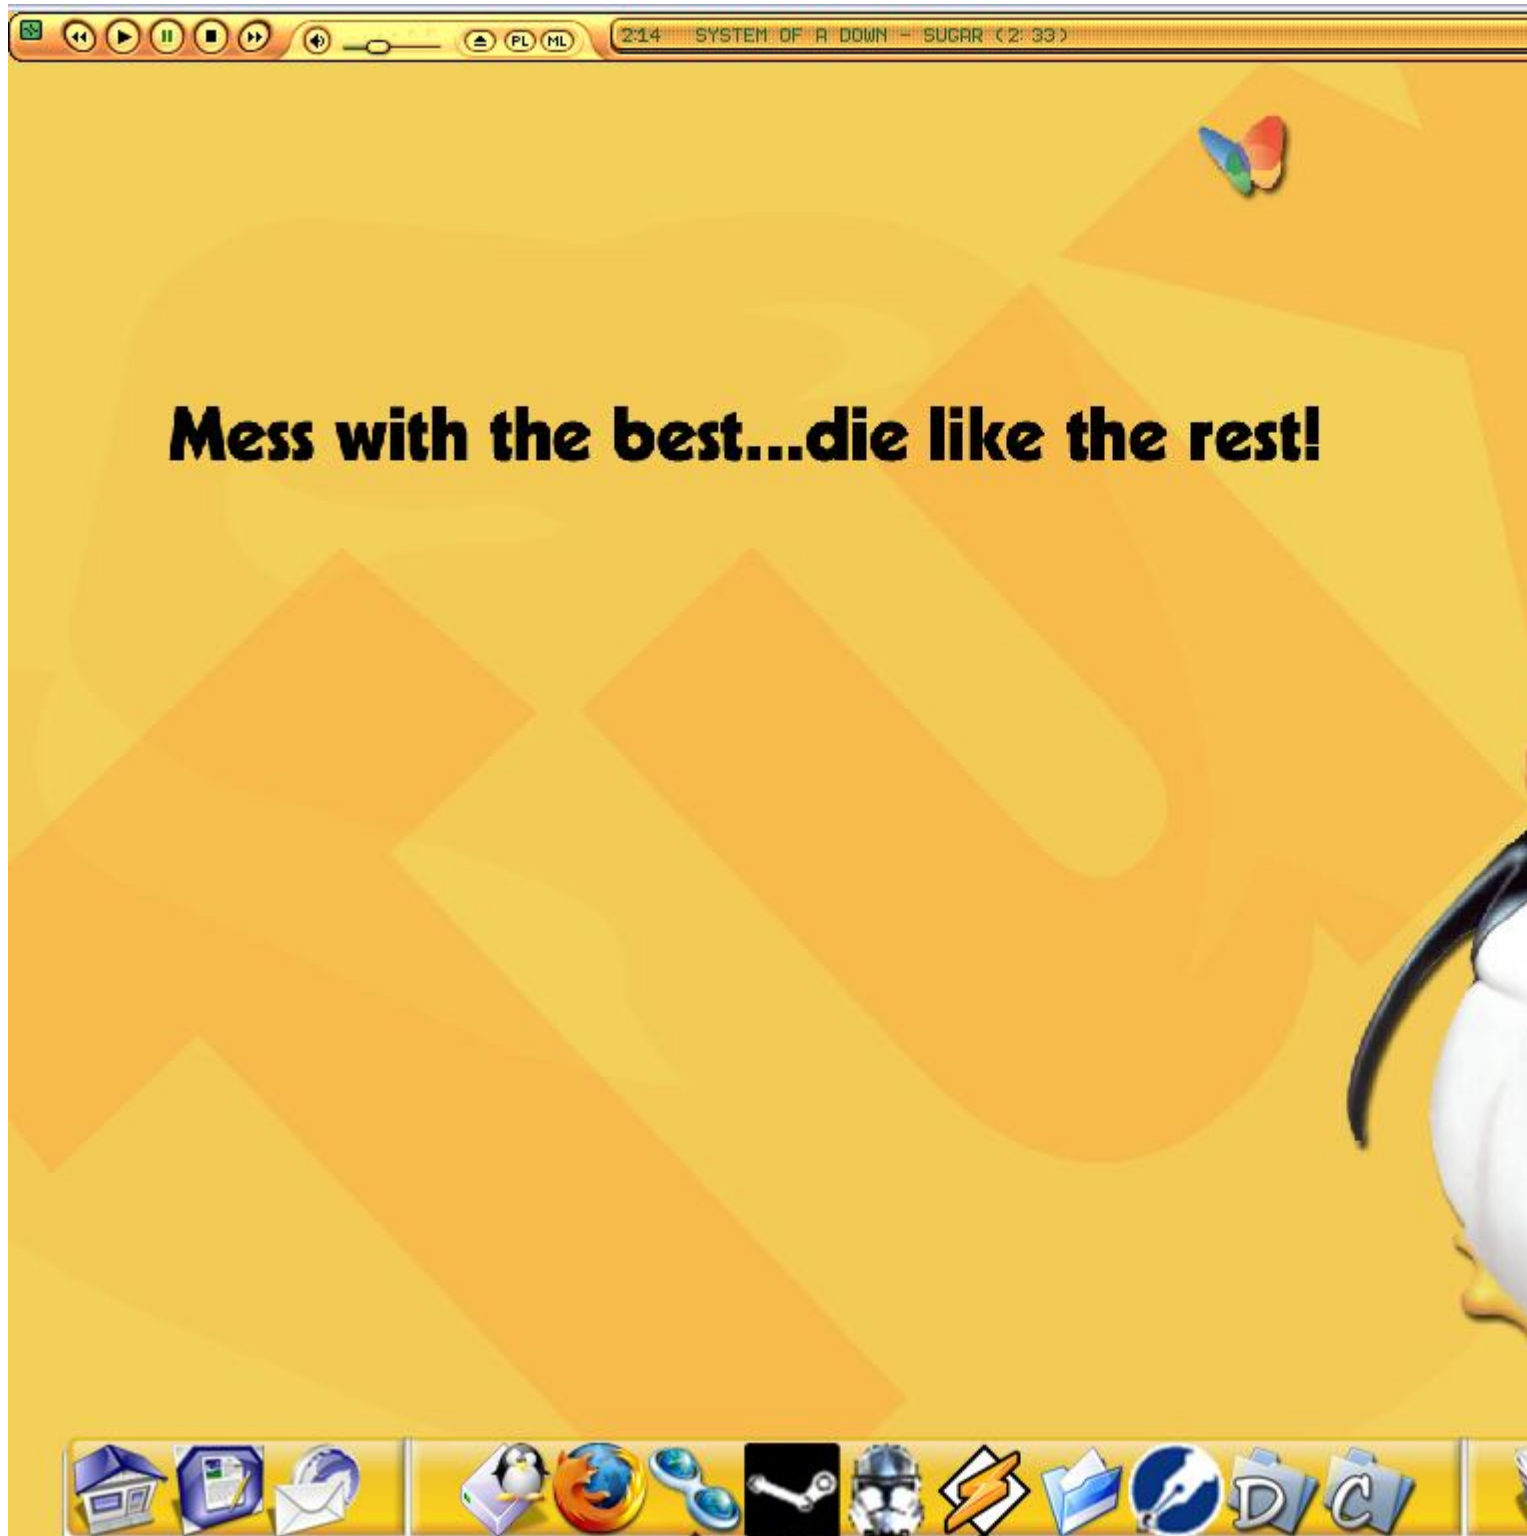 PL ML 2:14 SYSTEM OF A DOWN - SUGAR (2:33)
Mess with the best...die like the rest!
D C